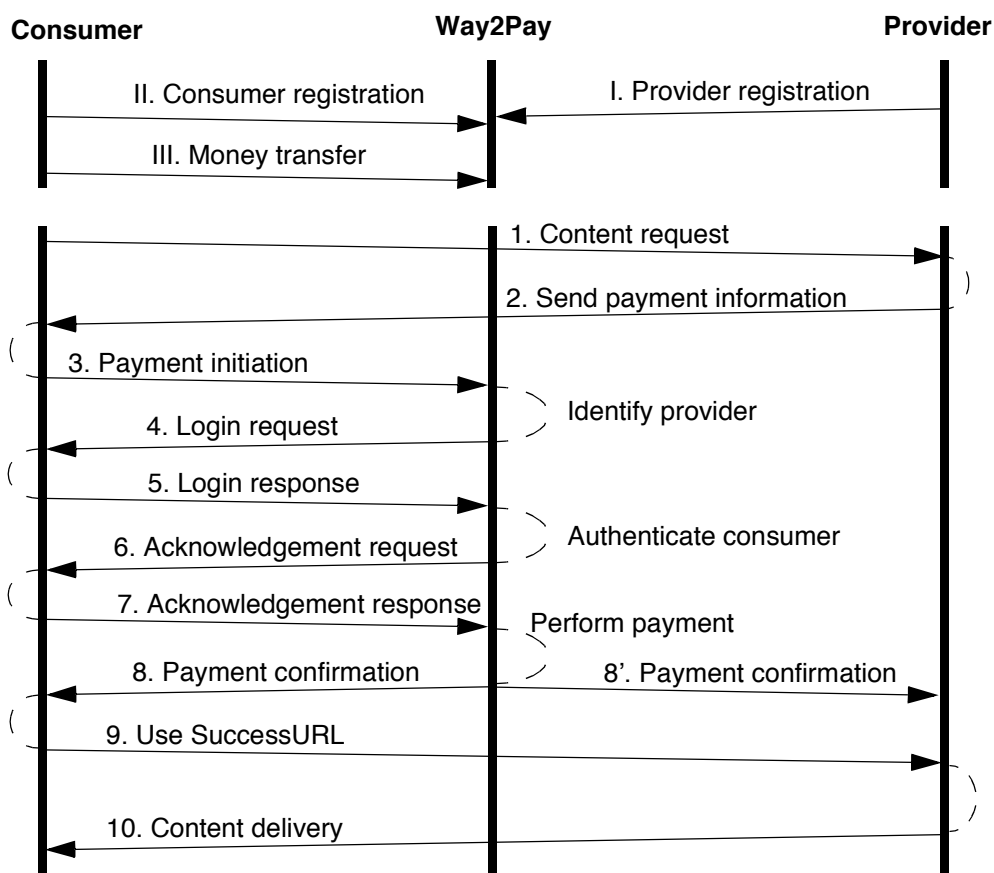 Consumer
Way2Pay
Provider
II. Consumer registration
I. Provider registration
III. Money transfer
1. Content request
2. Send payment information
3. Payment initiation
Identify provider
4. Login request
5. Login response
Authenticate consumer
6. Acknowledgement request
7. Acknowledgement response
Perform payment
8. Payment confirmation
8'. Payment confirmation
9. Use SuccessURL
10. Content delivery